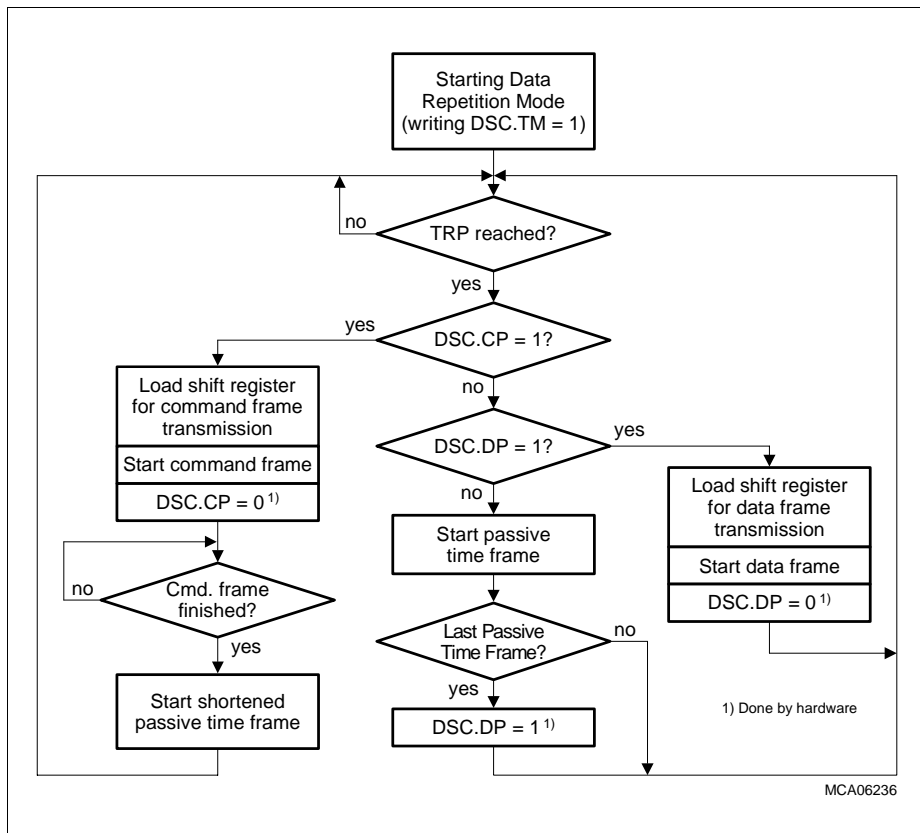 Starting Data
Repetition Mode
(writing DSC.TM = 1)
no
TRP reached?
yes
yes
DSC.CP = 1?
no
Load shift register
for command frame
transmission
Start command frame
DSC.CP = 0 1)
DSC.DP = 1?
yes
no
Load shift register
for data frame
transmission
Start data frame
DSC.DP = 0 1)
Start passive
time frame
no
Cmd. frame
finished?
yes
Last Passive
Time Frame?
no
yes
Start shortened
passive time frame
DSC.DP = 1 1)
1) Done by hardware
MCA06236